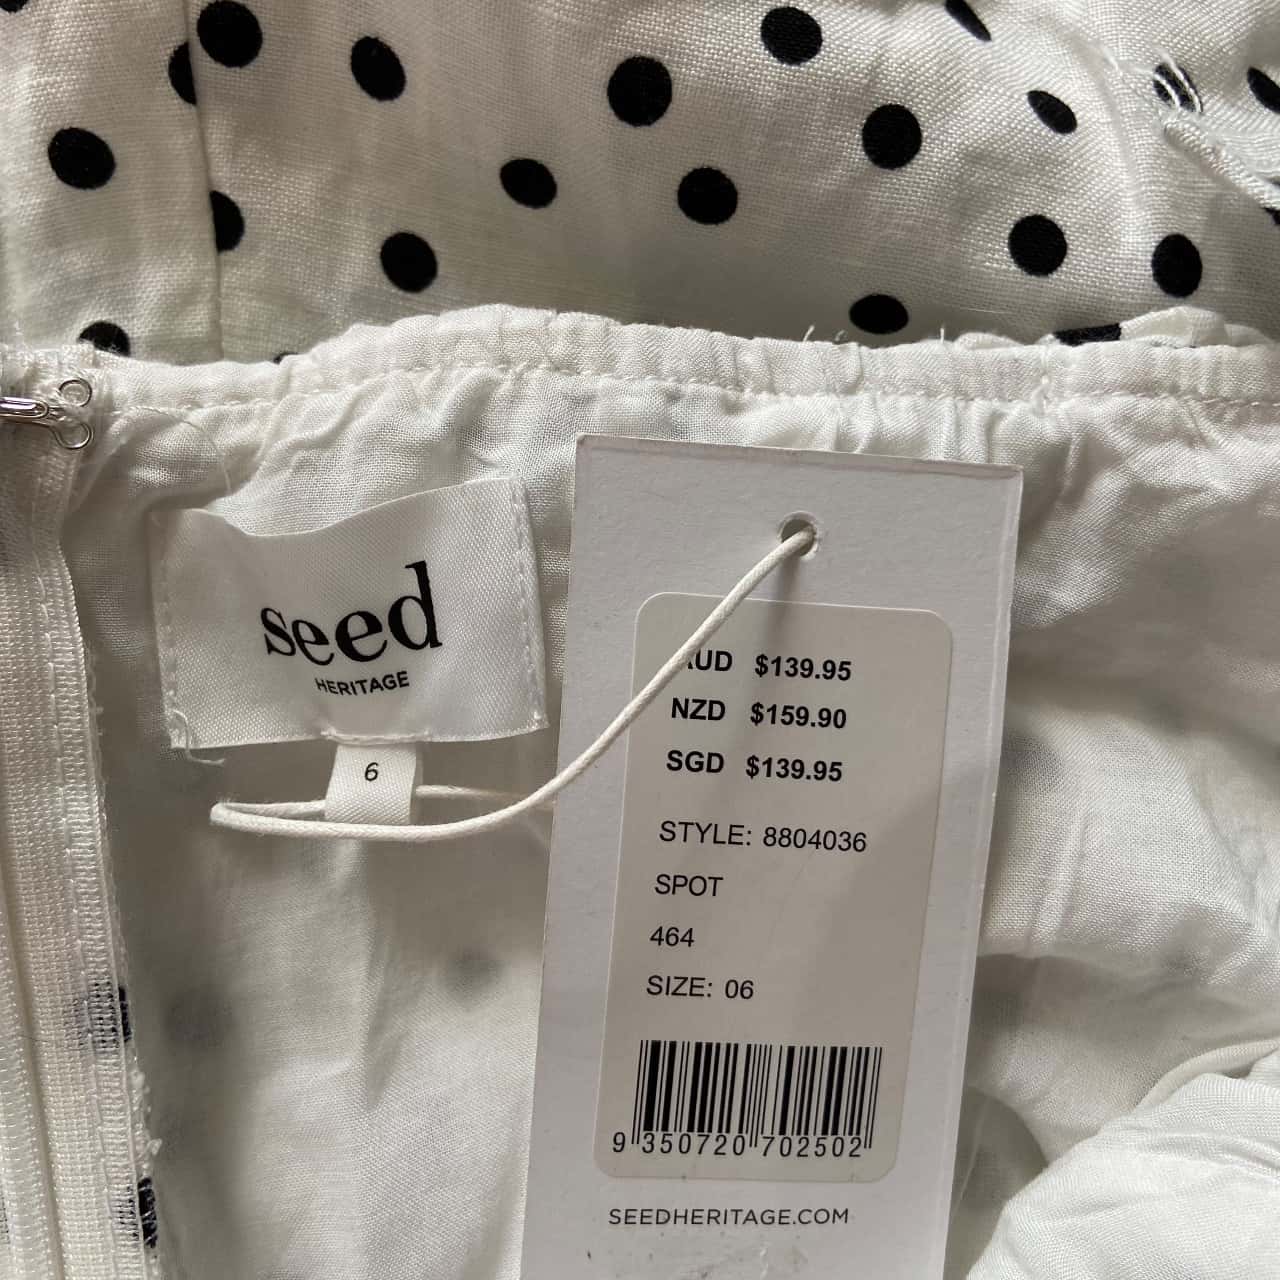 seed
HERITAGE
6
AUD $139.95
NZD $159.90
SGD $139.95
STYLE: 8804036
SPOT
464
SIZE: 06
9 350720 702502
SEEDHERITAGE.COM